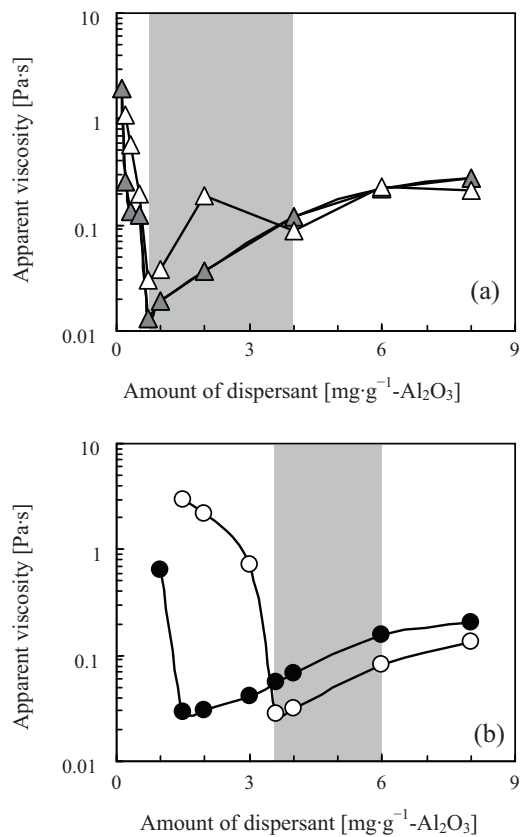 10
1
0.1
0.01
Apparent viscosity [Pa·s]
(a)
0 3 6 9
Amount of dispersant [mg·g⁻¹-Al₂O₃]
10
1
0.1
0.01
Apparent viscosity [Pa·s]
(b)
0 3 6 9
Amount of dispersant [mg·g⁻¹-Al₂O₃]